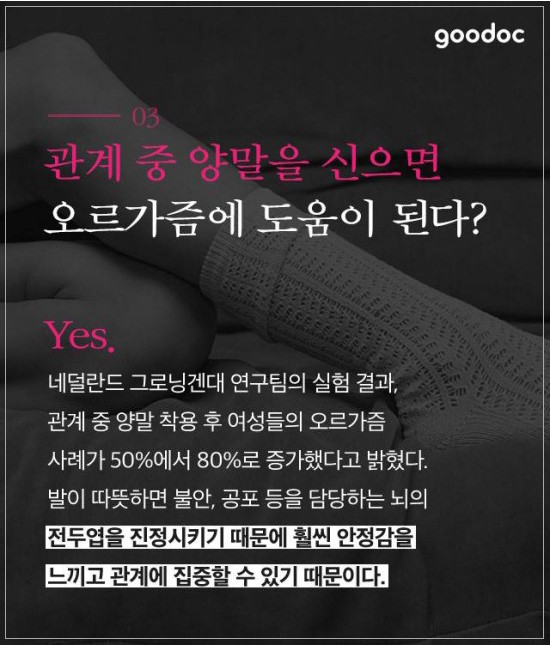 goodoc
03
관계 중 양말을 신으면
오르가즘에 도움이 된다?
Yes.
네덜란드 그로닝겐대 연구팀의 실험 결과,
관계 중 양말 착용 후 여성들의 오르가즘
사례가 50%에서 80%로 증가했다고 밝혔다.
발이 따뜻하면 불안, 공포 등을 담당하는 뇌의
전두엽을 진정시키기 때문에 훨씬 안정감을
느끼고 관계에 집중할 수 있기 때문이다.